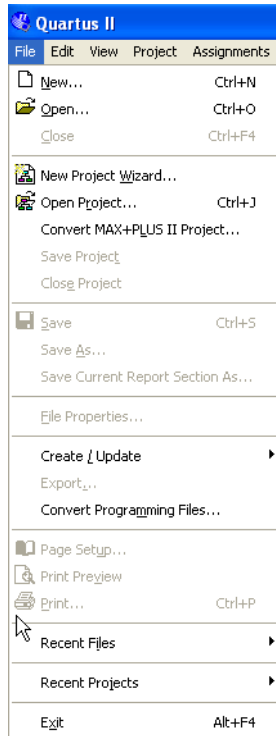 Quartus II
File Edit View Project Assignments
New... Ctrl+N
Open... Ctrl+O
Close Ctrl+F4
New Project Wizard...
Open Project... Ctrl+J
Convert MAX+PLUS II Project...
Save Project
Close Project
Save Ctrl+S
Save As...
Save Current Report Section As...
File Properties...
Create / Update
Export...
Convert Programming Files...
Page Setup...
Print Preview
Print... Ctrl+P
Recent Files
Recent Projects
Exit Alt+F4